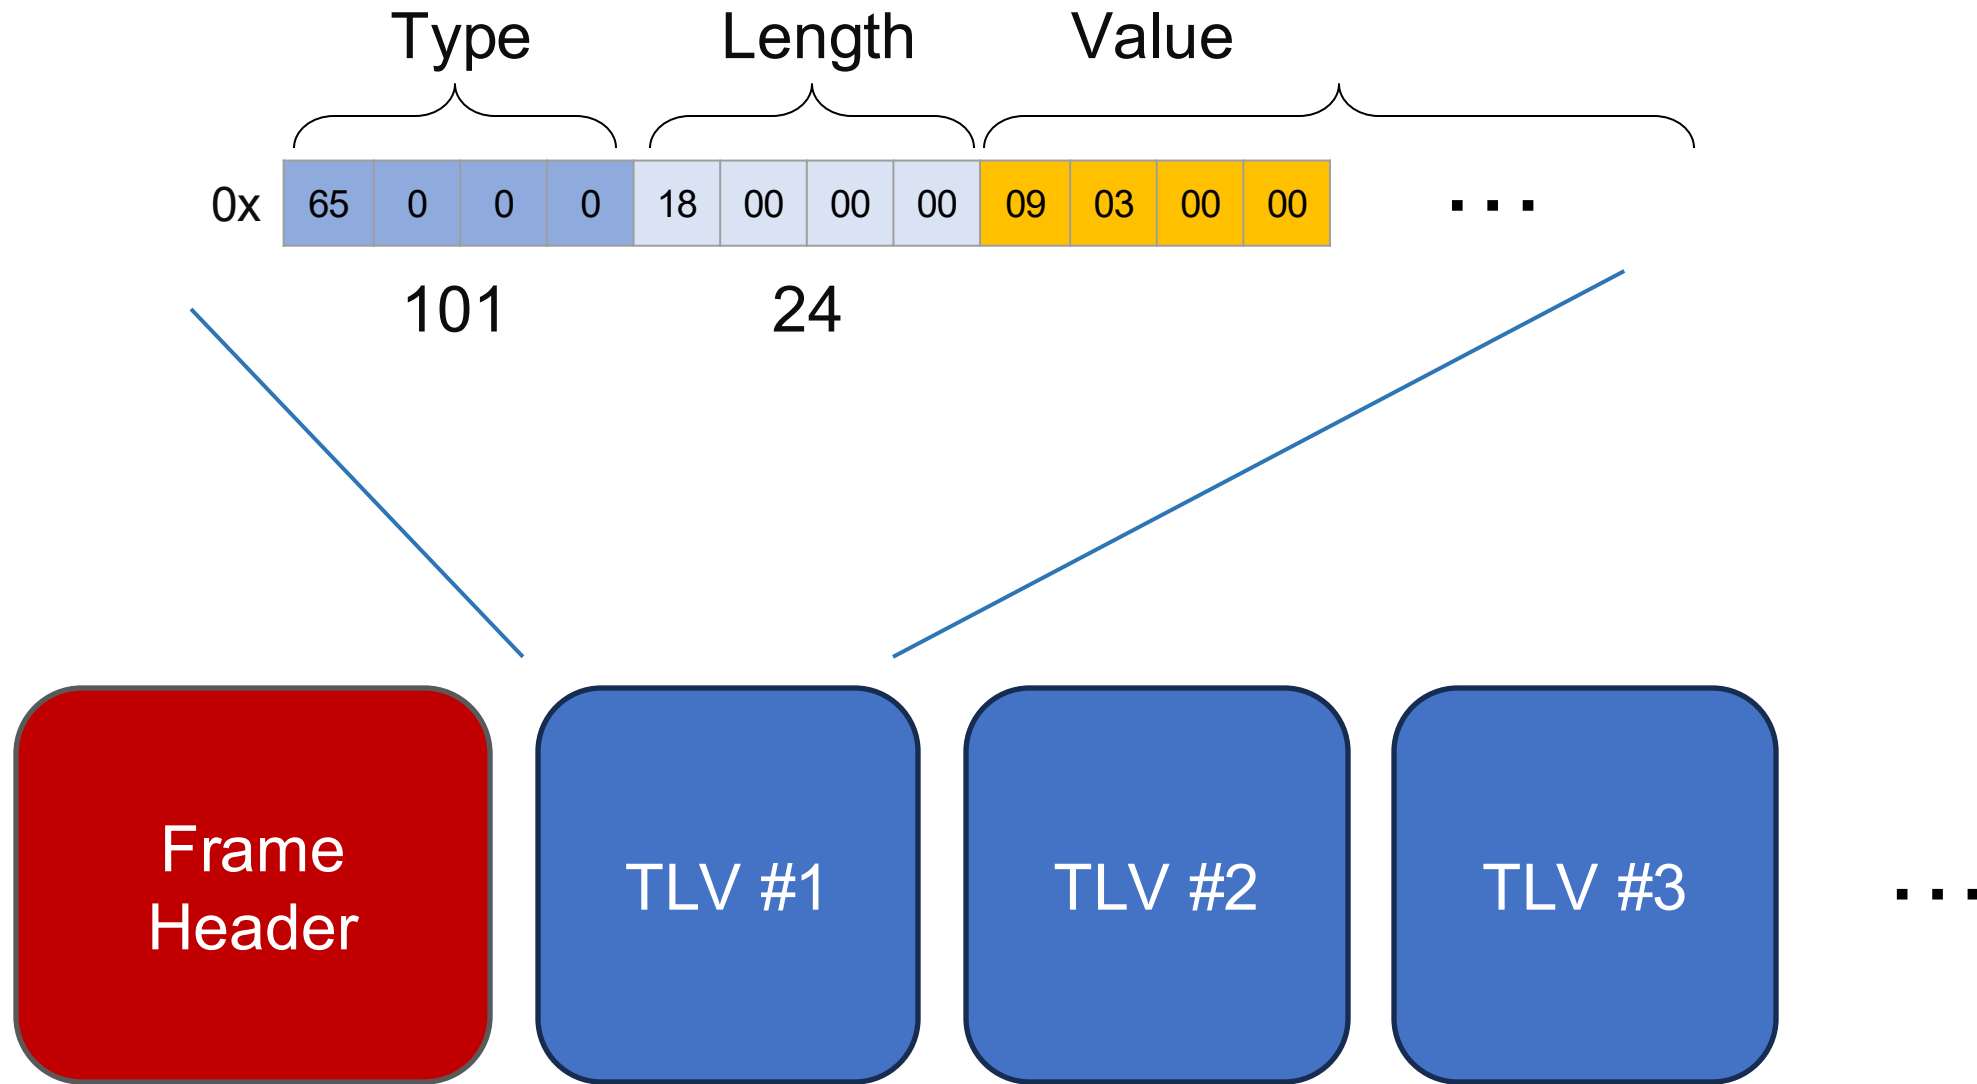 Type Length Value
0x 65 0 0 0 18 00 00 00 09 03 00 00 ...
101 24
Frame
Header
TLV #1 TLV #2 TLV #3 ...